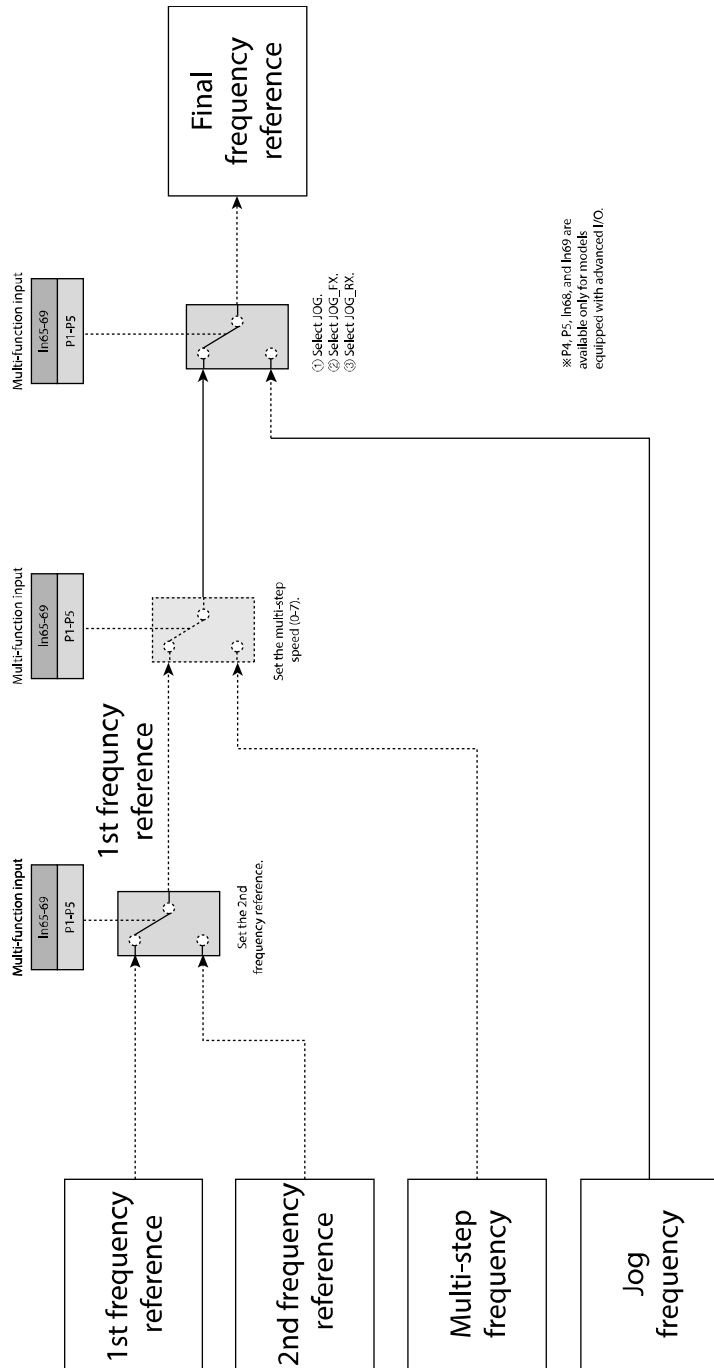 1st frequency
reference
2nd frequency
reference
Multi-step
frequency
Jog
frequency
Multi-function input
In65-69
P1-P5
Set the 2nd
frequency reference.
1st frequncy
reference
Multi-function input
In65-69
P1-P5
Set the multi-step
speed (0-7).
Multi-function input
In65-69
P1-P5
① Select JOG.
② Select JOG_FX.
③ Select JOG_RX.
Final
frequency
reference
※P4, P5, In68, and In69 are
available only for models
equipped with advanced I/O.